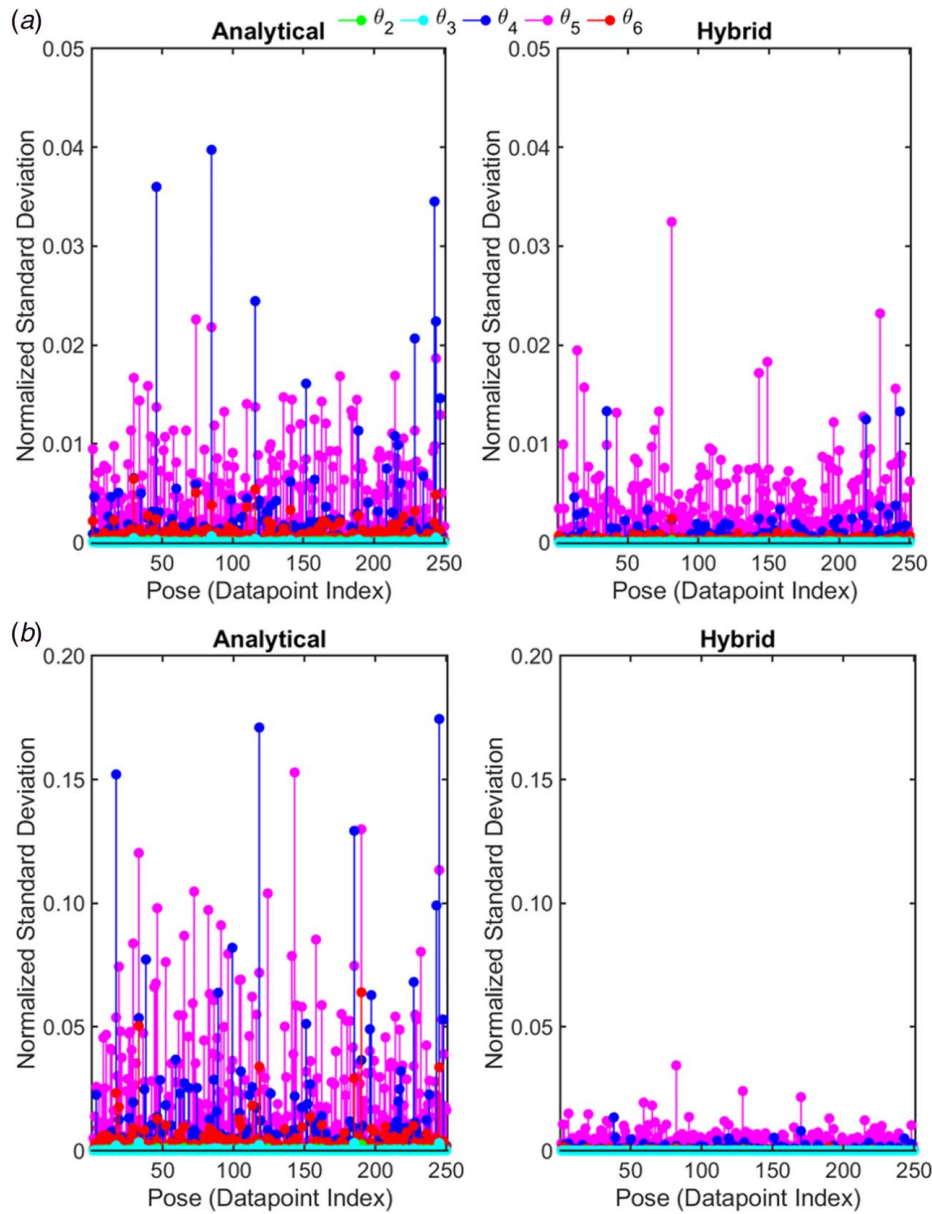 (a)
θ2 θ3 θ4 θ5 θ6
Analytical
Hybrid
Normalized Standard Deviation
0.05
0.04
0.03
0.02
0.01
0
50 100 150 200 250
Pose (Datapoint Index)
Normalized Standard Deviation
0.05
0.04
0.03
0.02
0.01
0
50 100 150 200 250
Pose (Datapoint Index)
(b)
Analytical
Hybrid
Normalized Standard Deviation
0.20
0.15
0.10
0.05
0
0 50 100 150 200 250
Pose (Datapoint Index)
Normalized Standard Deviation
0.20
0.15
0.10
0.05
0
50 100 150 200 250
Pose (Datapoint Index)